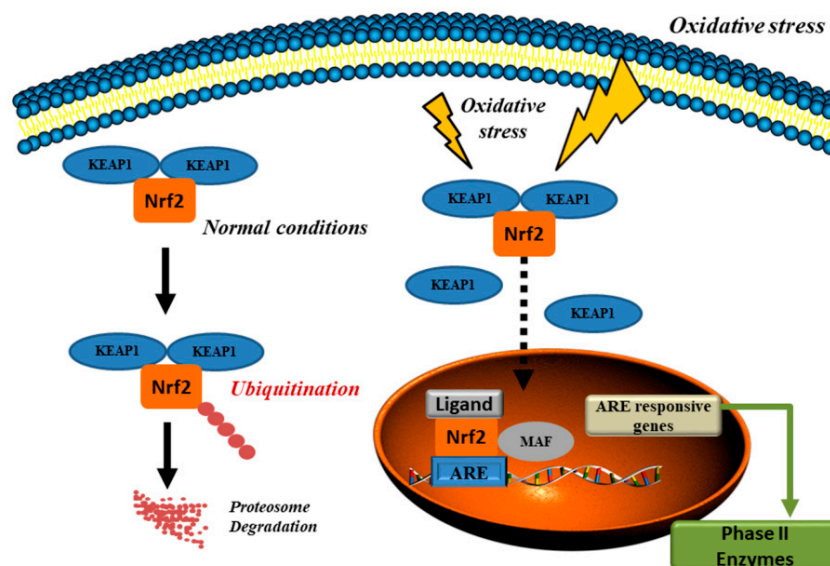 Oxidative stress
Oxidative
stress
KEAP1
KEAP1
Nrf2
Normal conditions
KEAP1
KEAP1
Nrf2
KEAP1
KEAP1
KEAP1
KEAP1
Nrf2
Ubiquitination
Ligand
Nrf2
MAF
ARE
ARE responsive
genes
Proteosome
Degradation
Phase II
Enzymes